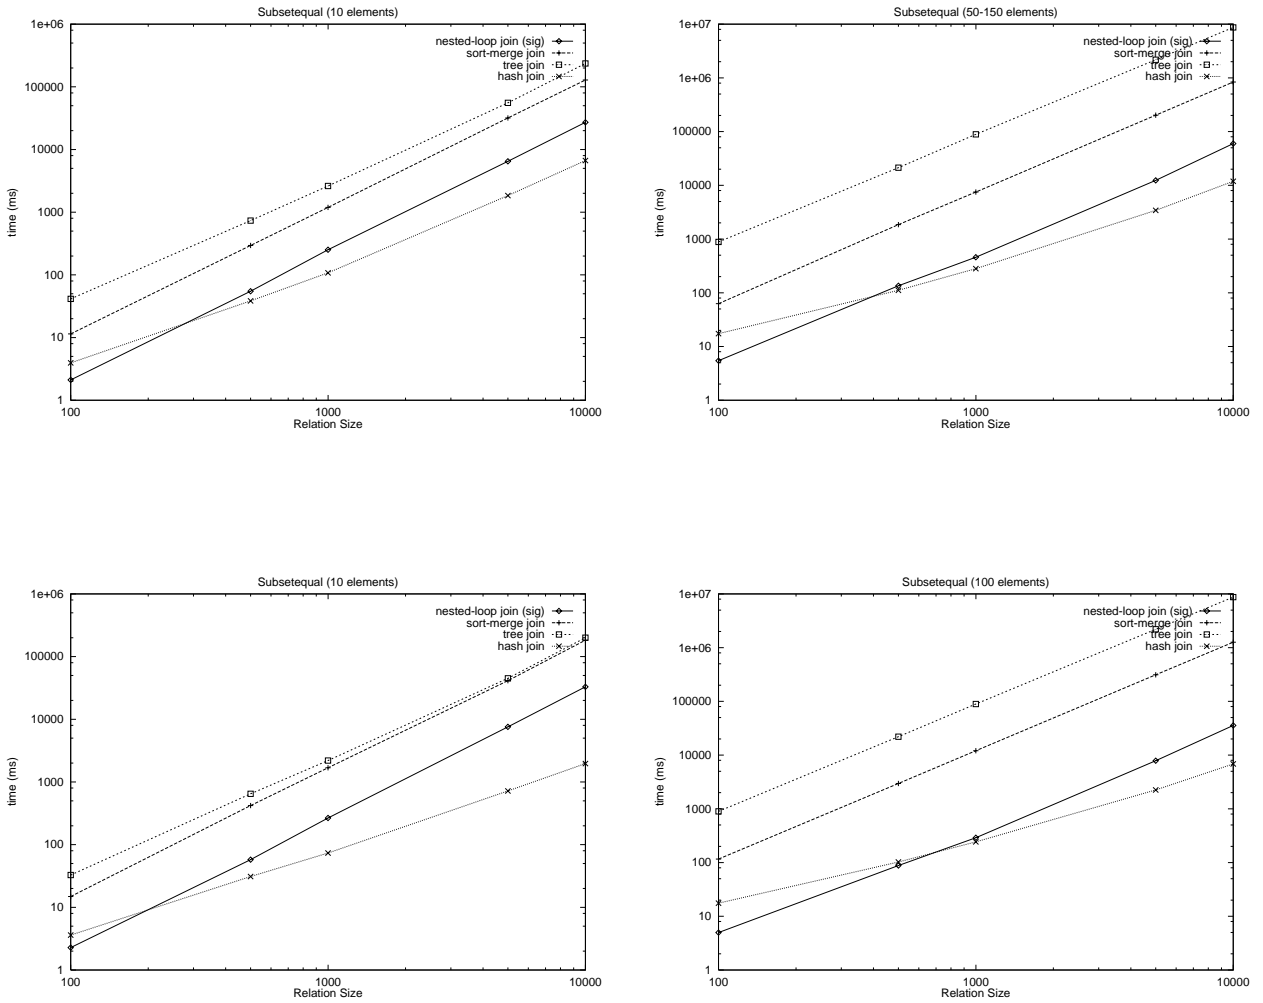 Subsetequal (10 elements)
1e+06
100000
10000
1000
100
10
1
time (ms)
nested-loop join (sig)
sort-merge join
tree join
hash join
100
1000
10000
Relation Size
Subsetequal (50-150 elements)
1e+07
1e+06
100000
10000
1000
100
10
1
time (ms)
nested-loop join (sig)
sort-merge join
tree join
hash join
100
1000
10000
Relation Size
Subsetequal (10 elements)
1e+06
100000
10000
1000
100
10
1
time (ms)
nested-loop join (sig)
sort-merge join
tree join
hash join
100
1000
10000
Relation Size
Subsetequal (100 elements)
1e+07
1e+06
100000
10000
1000
100
10
1
time (ms)
nested-loop join (sig)
sort-merge join
tree join
hash join
100
1000
10000
Relation Size